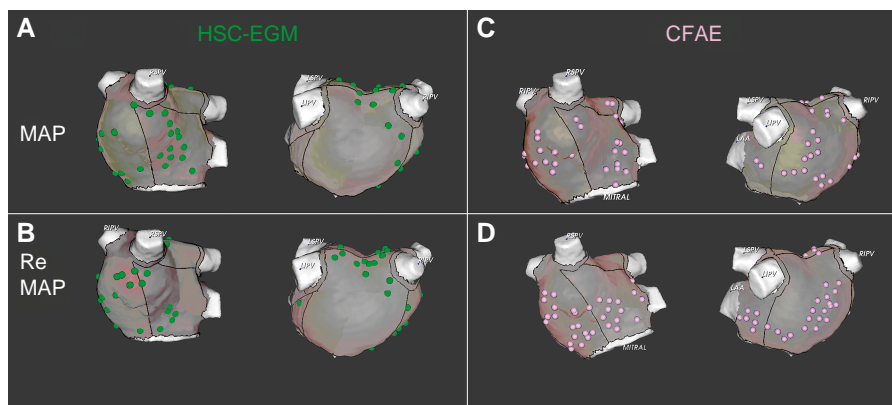 A
HSC-EGM
C
CFAE
MAP
RSPV
LSPV
LIPV
RIPV
RSPV
RIPV
LSPV
RIPV
LIPV
LAA
MITRAL
B
D
Re
MAP
RIPV
RSPV
LSPV
RIPV
LIPV
RSPV
LSPV
RIPV
LIPV
LAA
MITRAL